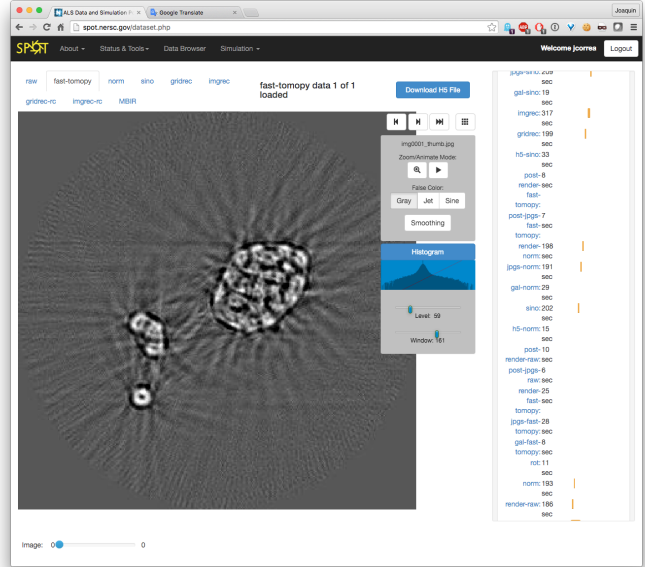 Joaquin
ALS Data and Simulation P
Google Translate
spot.nersc.gov/dataset.php
SPOT About Status & Tools Data Browser Simulation Welcome jcorrea Logout
raw fast-tomopy norm sino gridrec imgrec
gridrec-rc imgrec-rc MBIR
fast-tomopy data 1 of 1
loaded
Download H5 File
img0001_thumb.jpg
Zoom/Animate Mode:
False Color:
Gray Jet Sine
Smoothing
Histogram
Level: 59
Window: 161
jpgs-sino: 209
sec
gal-sino: 19
sec
imgrec: 317
sec
gridrec: 199
sec
h5-sino: 33
sec
post- 8
render- sec
fast-
tomopy:
post-jpgs- 7
fast- sec
tomopy:
render- 198
norm: sec
jpgs-norm: 191
sec
gal-norm: 29
sec
sino: 202
sec
h5-norm: 15
sec
post- 10
render-raw: sec
post-jpgs- 6
raw: sec
render- 25
fast- sec
tomopy:
jpgs-fast- 28
tomopy: sec
gal-fast- 8
tomopy: sec
rot: 11
sec
norm: 193
sec
render-raw: 186
sec
Image: 0 0